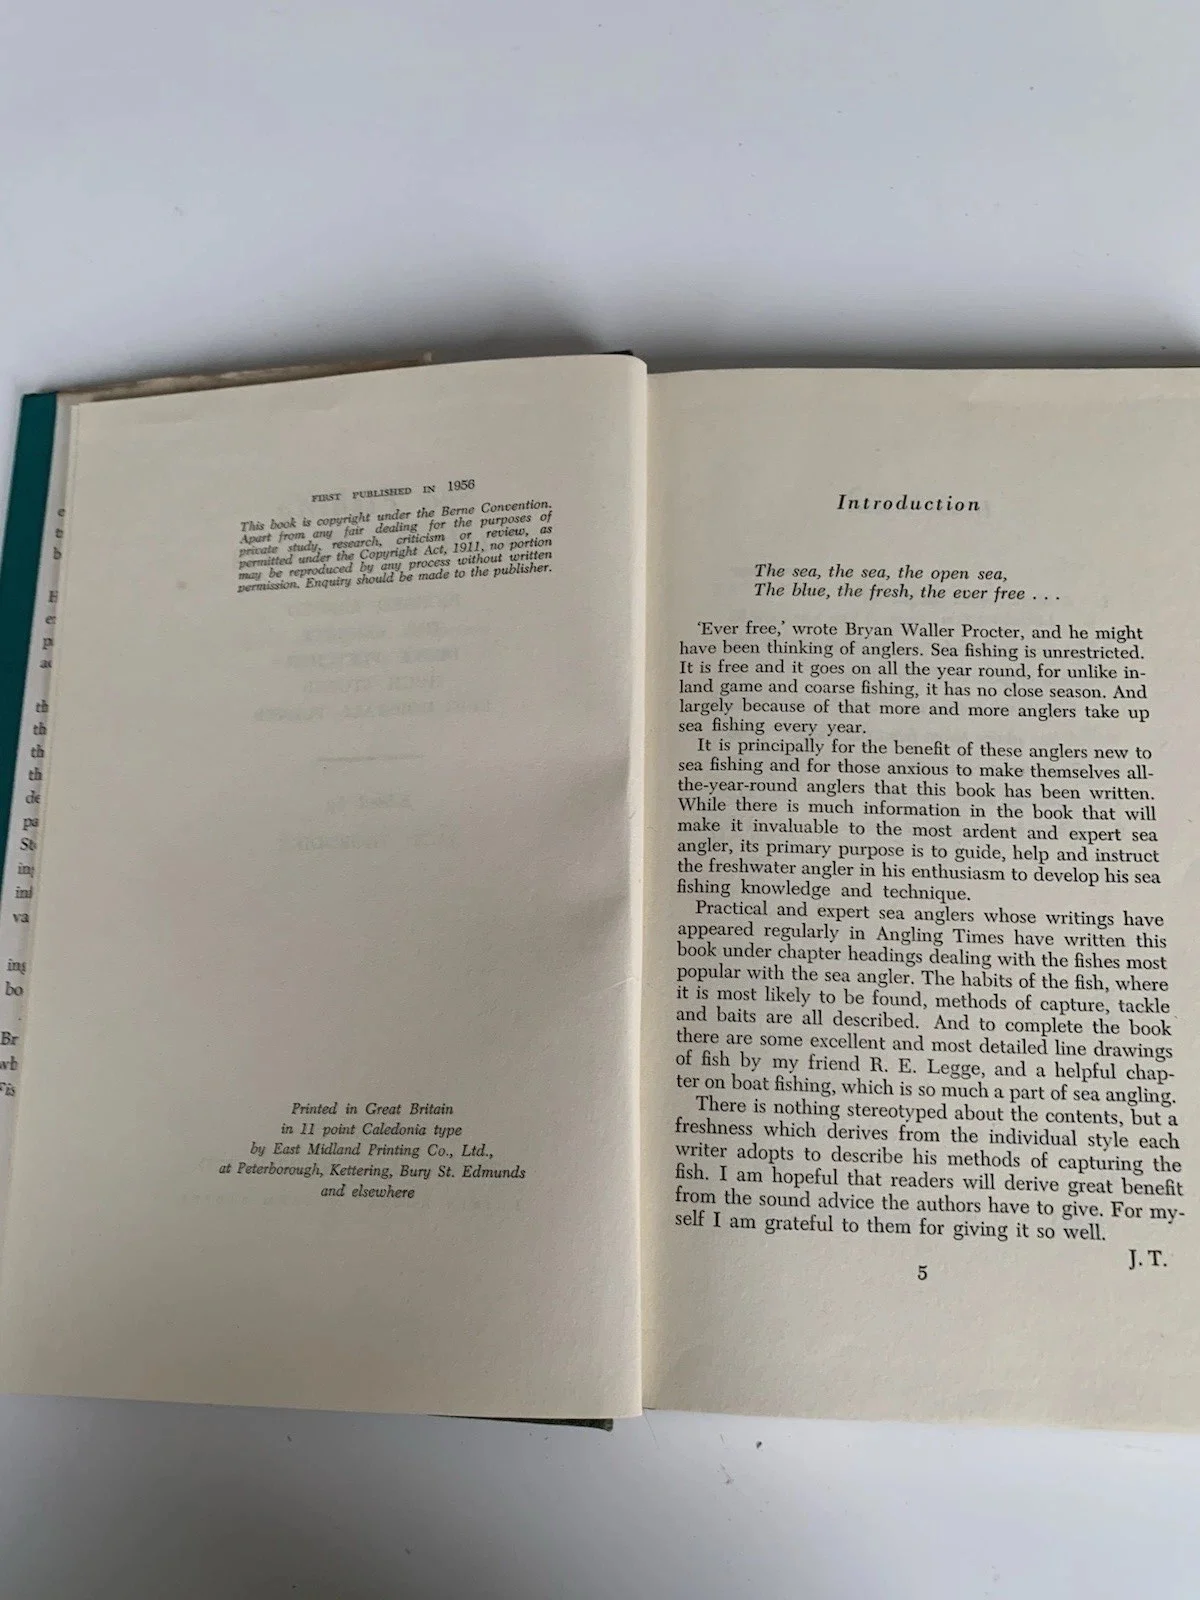 FIRST PUBLISHED IN 1956
This book is copyright under the Berne Convention.
Apart from any fair dealing for the purposes of
private study, research, criticism or review, as
permitted under the Copyright Act, 1911, no portion
may be reproduced by any process without written
permission. Enquiry should be made to the publisher.
Printed in Great Britain
in 11 point Caledonia type
by East Midland Printing Co., Ltd.,
at Peterborough, Kettering, Bury St. Edmunds
and elsewhere
Introduction
The sea, the sea, the open sea,
The blue, the fresh, the ever free . . .
'Ever free,' wrote Bryan Waller Procter, and he might
have been thinking of anglers. Sea fishing is unrestricted.
It is free and it goes on all the year round, for unlike in-
land game and coarse fishing, it has no close season. And
largely because of that more and more anglers take up
sea fishing every year.
It is principally for the benefit of these anglers new to
sea fishing and for those anxious to make themselves all-
the-year-round anglers that this book has been written.
While there is much information in the book that will
make it invaluable to the most ardent and expert sea
angler, its primary purpose is to guide, help and instruct
the freshwater angler in his enthusiasm to develop his sea
fishing knowledge and technique.
Practical and expert sea anglers whose writings have
appeared regularly in Angling Times have written this
book under chapter headings dealing with the fishes most
popular with the sea angler. The habits of the fish, where
it is most likely to be found, methods of capture, tackle
and baits are all described. And to complete the book
there are some excellent and most detailed line drawings
of fish by my friend R. E. Legge, and a helpful chap-
ter on boat fishing, which is so much a part of sea angling.
There is nothing stereotyped about the contents, but a
freshness which derives from the individual style each
writer adopts to describe his methods of capturing the
fish. I am hopeful that readers will derive great benefit
from the sound advice the authors have to give. For my-
self I am grateful to them for giving it so well.
J. T.
5